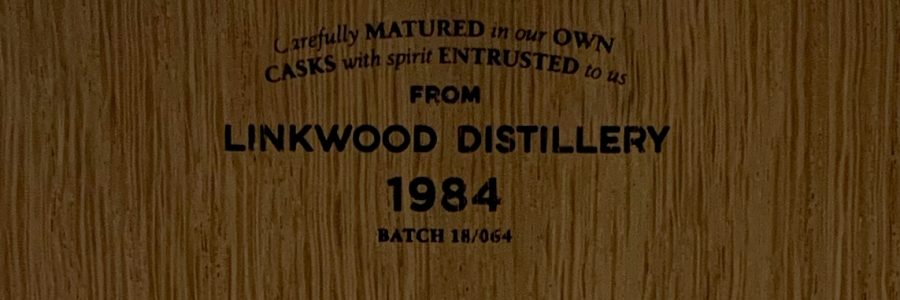 Carefully MATURED in our OWN
CASKS with spirit ENTRUSTED to us
FROM
LINKWOOD DISTILLERY
1984
BATCH 18/064